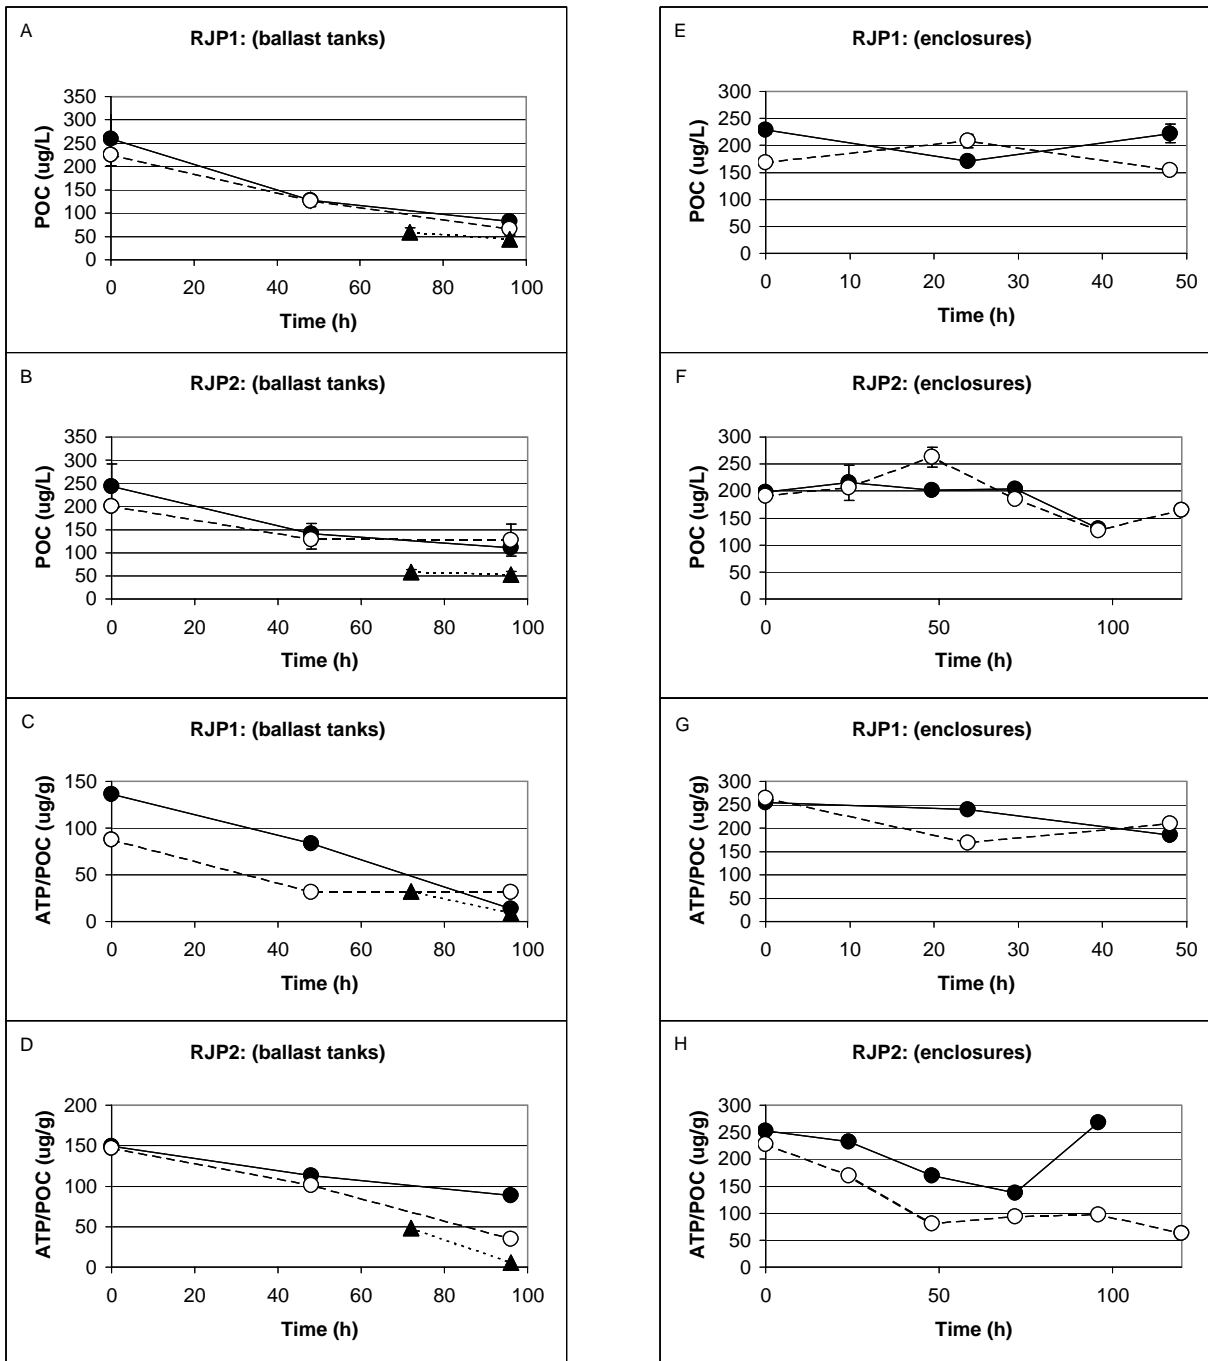 A
RJP1: (ballast tanks)
POC (ug/L)
350
300
250
200
150
100
50
0
0 20 40 60 80 100
Time (h)
B
RJP2: (ballast tanks)
POC (ug/L)
350
300
250
200
150
100
50
0
0 20 40 60 80 100
Time (h)
C
RJP1: (ballast tanks)
ATP/POC (ug/g)
150
100
50
0
0 20 40 60 80 100
Time (h)
D
RJP2: (ballast tanks)
ATP/POC (ug/g)
200
150
100
50
0
0 20 40 60 80 100
Time (h)
E
RJP1: (enclosures)
POC (ug/L)
300
250
200
150
100
50
0
0 10 20 30 40 50
Time (h)
F
RJP2: (enclosures)
POC (ug/L)
300
250
200
150
100
50
0
0 50 100
Time (h)
G
RJP1: (enclosures)
ATP/POC (ug/g)
300
250
200
150
100
50
0
0 10 20 30 40 50
Time (h)
H
RJP2: (enclosures)
ATP/POC (ug/g)
300
250
200
150
100
50
0
0 50 100
Time (h)